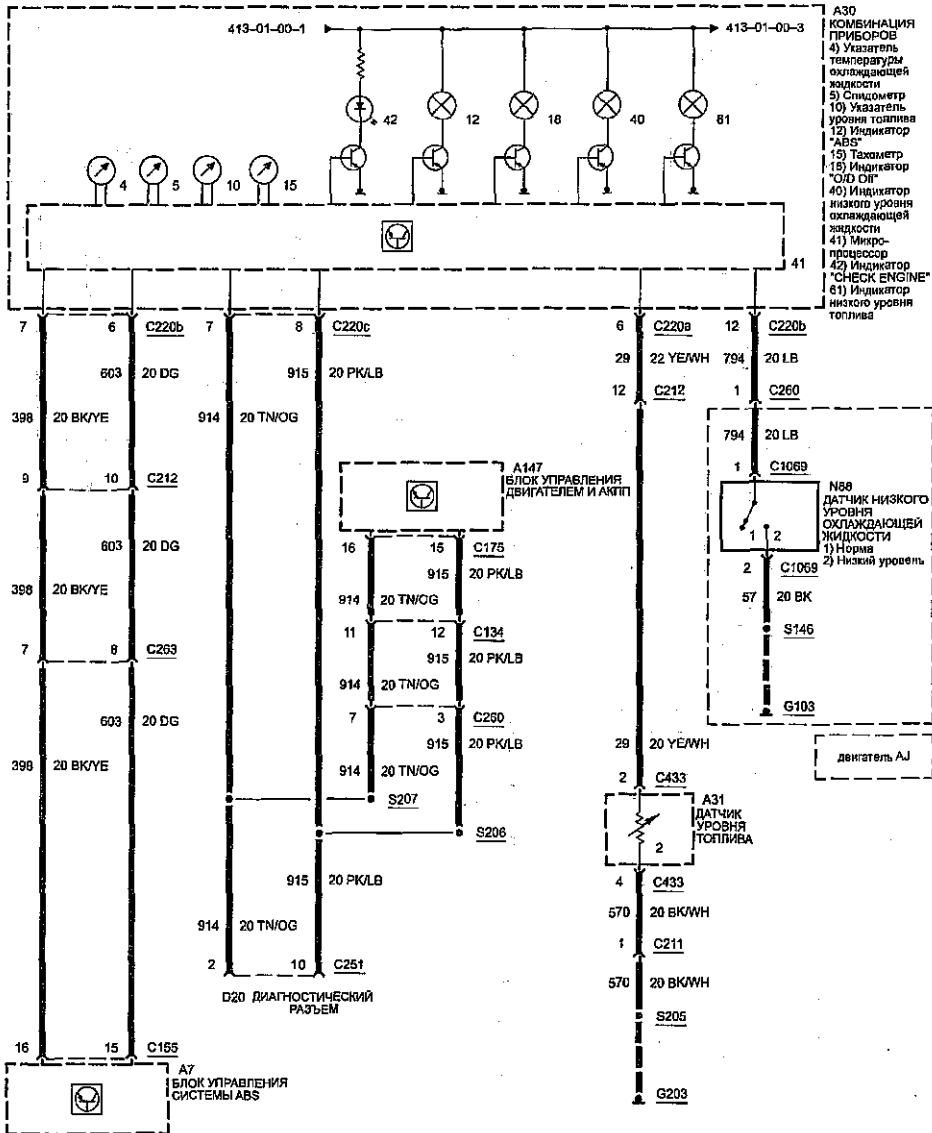 413-01-00-1
413-01-00-3
A30
КОМБИНАЦИЯ
ПРИБОРОВ
4) Указатель
температуры
охлаждающей
жидкости
5) Спидометр
10) Указатель
уровня топлива
12) Индикатор
"ABS"
15) Тахометр
16) Индикатор
"O/D Off"
40) Индикатор
низкого уровня
охлаждающей
жидкости
41) Микро-
процессор
42) Индикатор
"CHECK ENGINE"
61) Индикатор
низкого уровня
топлива
42 12 16 40 61
4 5 10 15
41
7 6 C220b 7 8 C220c 6 C220a 12 C220b
603 20 DG 915 20 PK/LB 29 22 YE/WH 794 20 LB
12 C212 1 C260
398 20 BK/YE 914 20 TN/OG
794 20 LB
9 10 C212
1 C1069
A147
БЛОК УПРАВЛЕНИЯ
ДВИГАТЕЛЕМ И АКПП
N88
ДАТЧИК НИЗКОГО
УРОВНЯ
ОХЛАЖДАЮЩЕЙ
ЖИДКОСТИ
1) Норма
2) Низкий уровень
1 2
603 20 DG
16 15 C175
2 C1069
915 20 PK/LB
398 20 BK/YE
914 20 TN/OG
57 20 BK
11 12 C134
S146
7 8 C263
915 20 PK/LB
914 20 TN/OG
7 3 C260
G103
603 20 DG
915 20 PK/LB
29 20 YE/WH
398 20 BK/YE
914 20 TN/OG
двигатель AJ
2 C433
S207
A31
ДАТЧИК
УРОВНЯ
ТОПЛИВА
2
S206
915 20 PK/LB
4 C433
914 20 TN/OG
570 20 BK/WH
1 C211
2 10 C251
570 20 BK/WH
D20 ДИАГНОСТИЧЕСКИЙ
РАЗЪЕМ
S205
16 15 C155
A7
БЛОК УПРАВЛЕНИЯ
СИСТЕМЫ ABS
G203